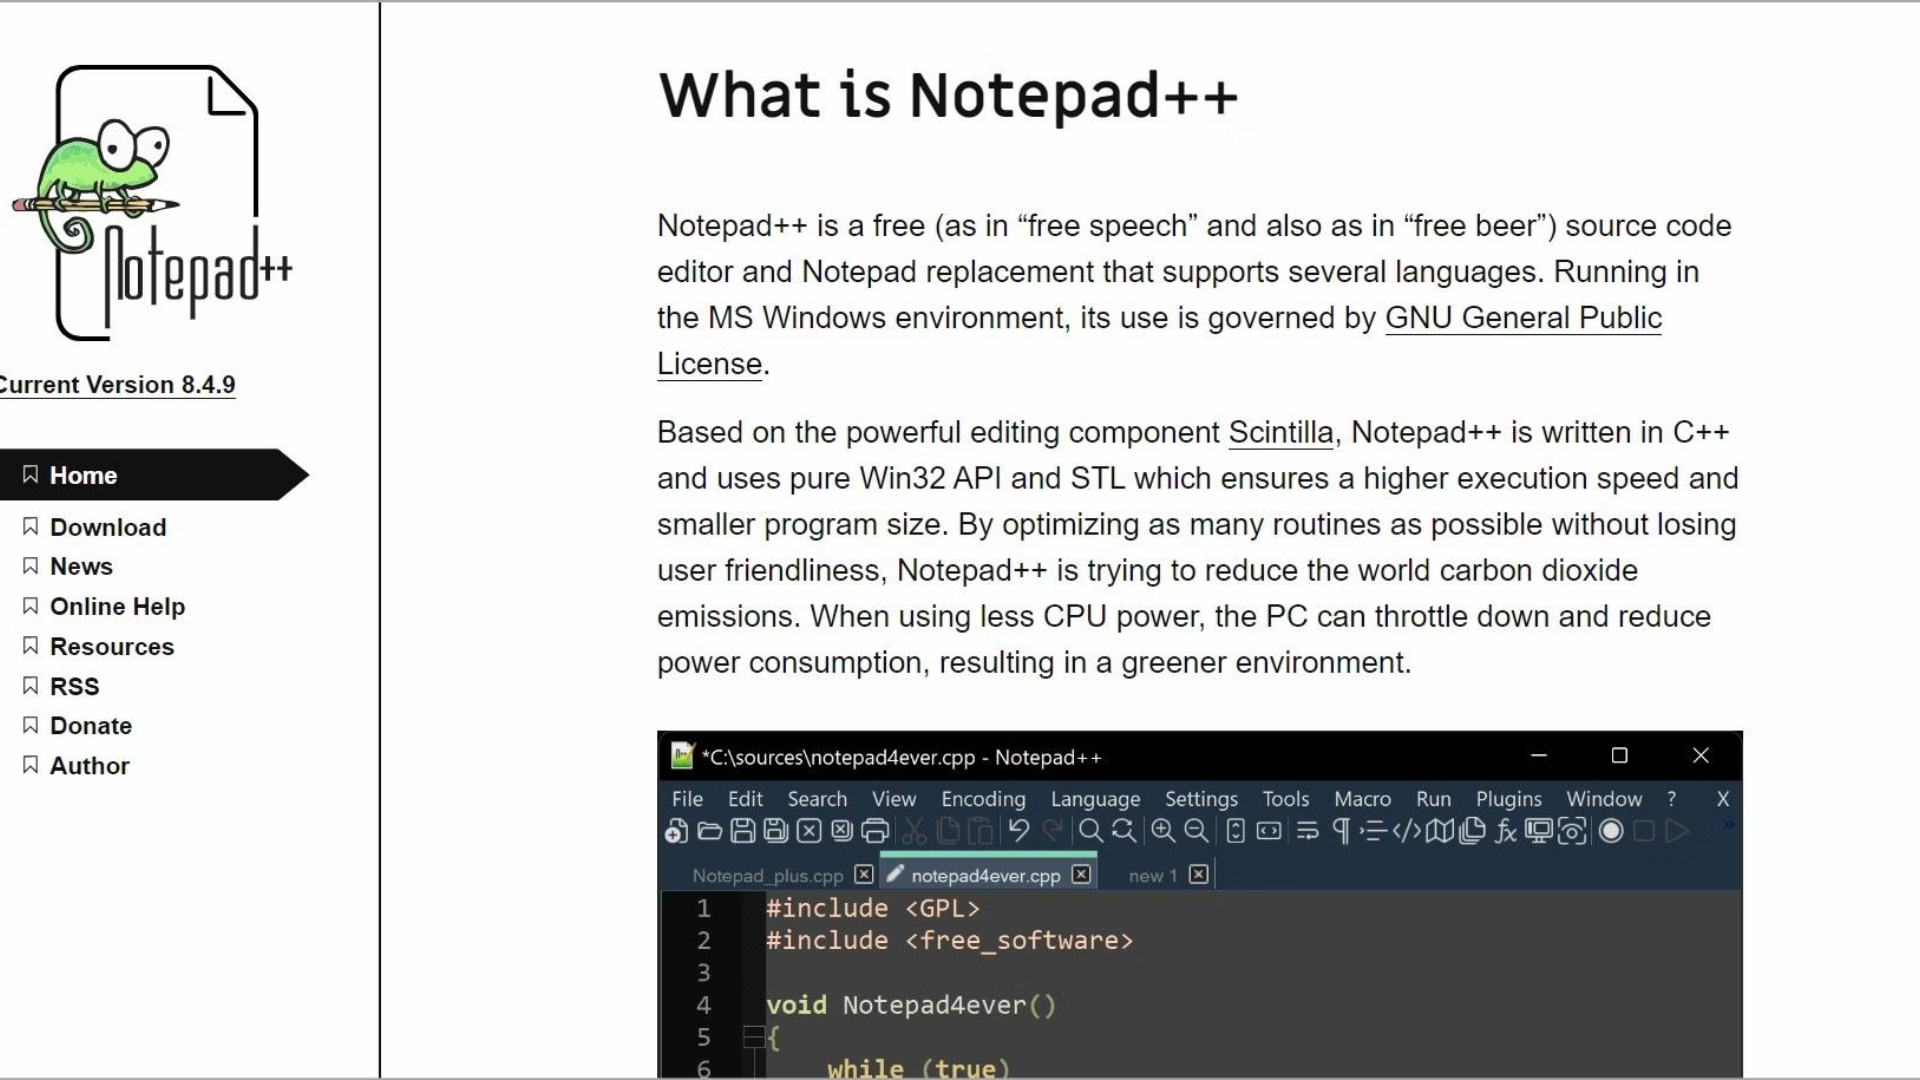 Notepad++
Current Version 8.4.9
Home
Download
News
Online Help
Resources
RSS
Donate
Author
What is Notepad++
Notepad++ is a free (as in “free speech” and also as in “free beer”) source code
editor and Notepad replacement that supports several languages. Running in
the MS Windows environment, its use is governed by GNU General Public
License.
Based on the powerful editing component Scintilla, Notepad++ is written in C++
and uses pure Win32 API and STL which ensures a higher execution speed and
smaller program size. By optimizing as many routines as possible without losing
user friendliness, Notepad++ is trying to reduce the world carbon dioxide
emissions. When using less CPU power, the PC can throttle down and reduce
power consumption, resulting in a greener environment.
*C:\sources\notepad4ever.cpp - Notepad++
File Edit Search View Encoding Language Settings Tools Macro Run Plugins Window ? X
Notepad_plus.cpp notepad4ever.cpp new 1
1 #include <GPL>
2 #include <free_software>
3
4 void Notepad4ever()
5 {
6 while (true)